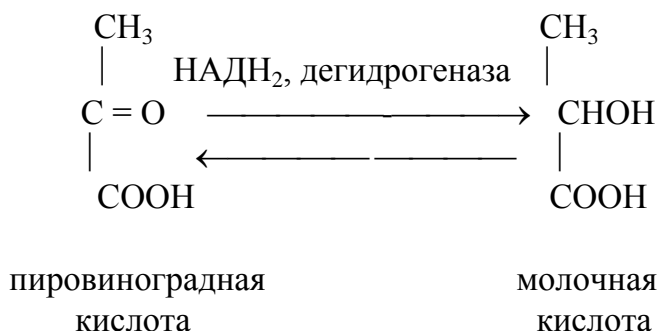 CH₃ CH₃
НАДН₂, дегидрогеназа
C = O CHOH
COOH COOH
пировиноградная молочная
кислота кислота